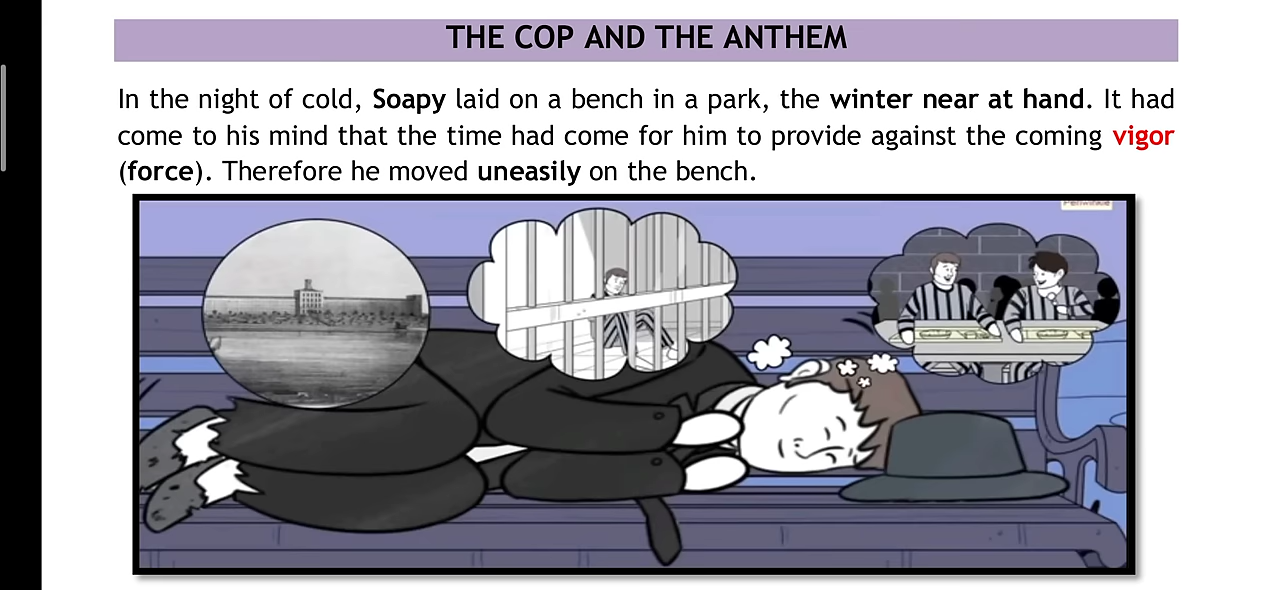 THE COP AND THE ANTHEM
In the night of cold, Soapy laid on a bench in a park, the winter near at hand. It had
come to his mind that the time had come for him to provide against the coming vigor
(force). Therefore he moved uneasily on the bench.
Periwinkle